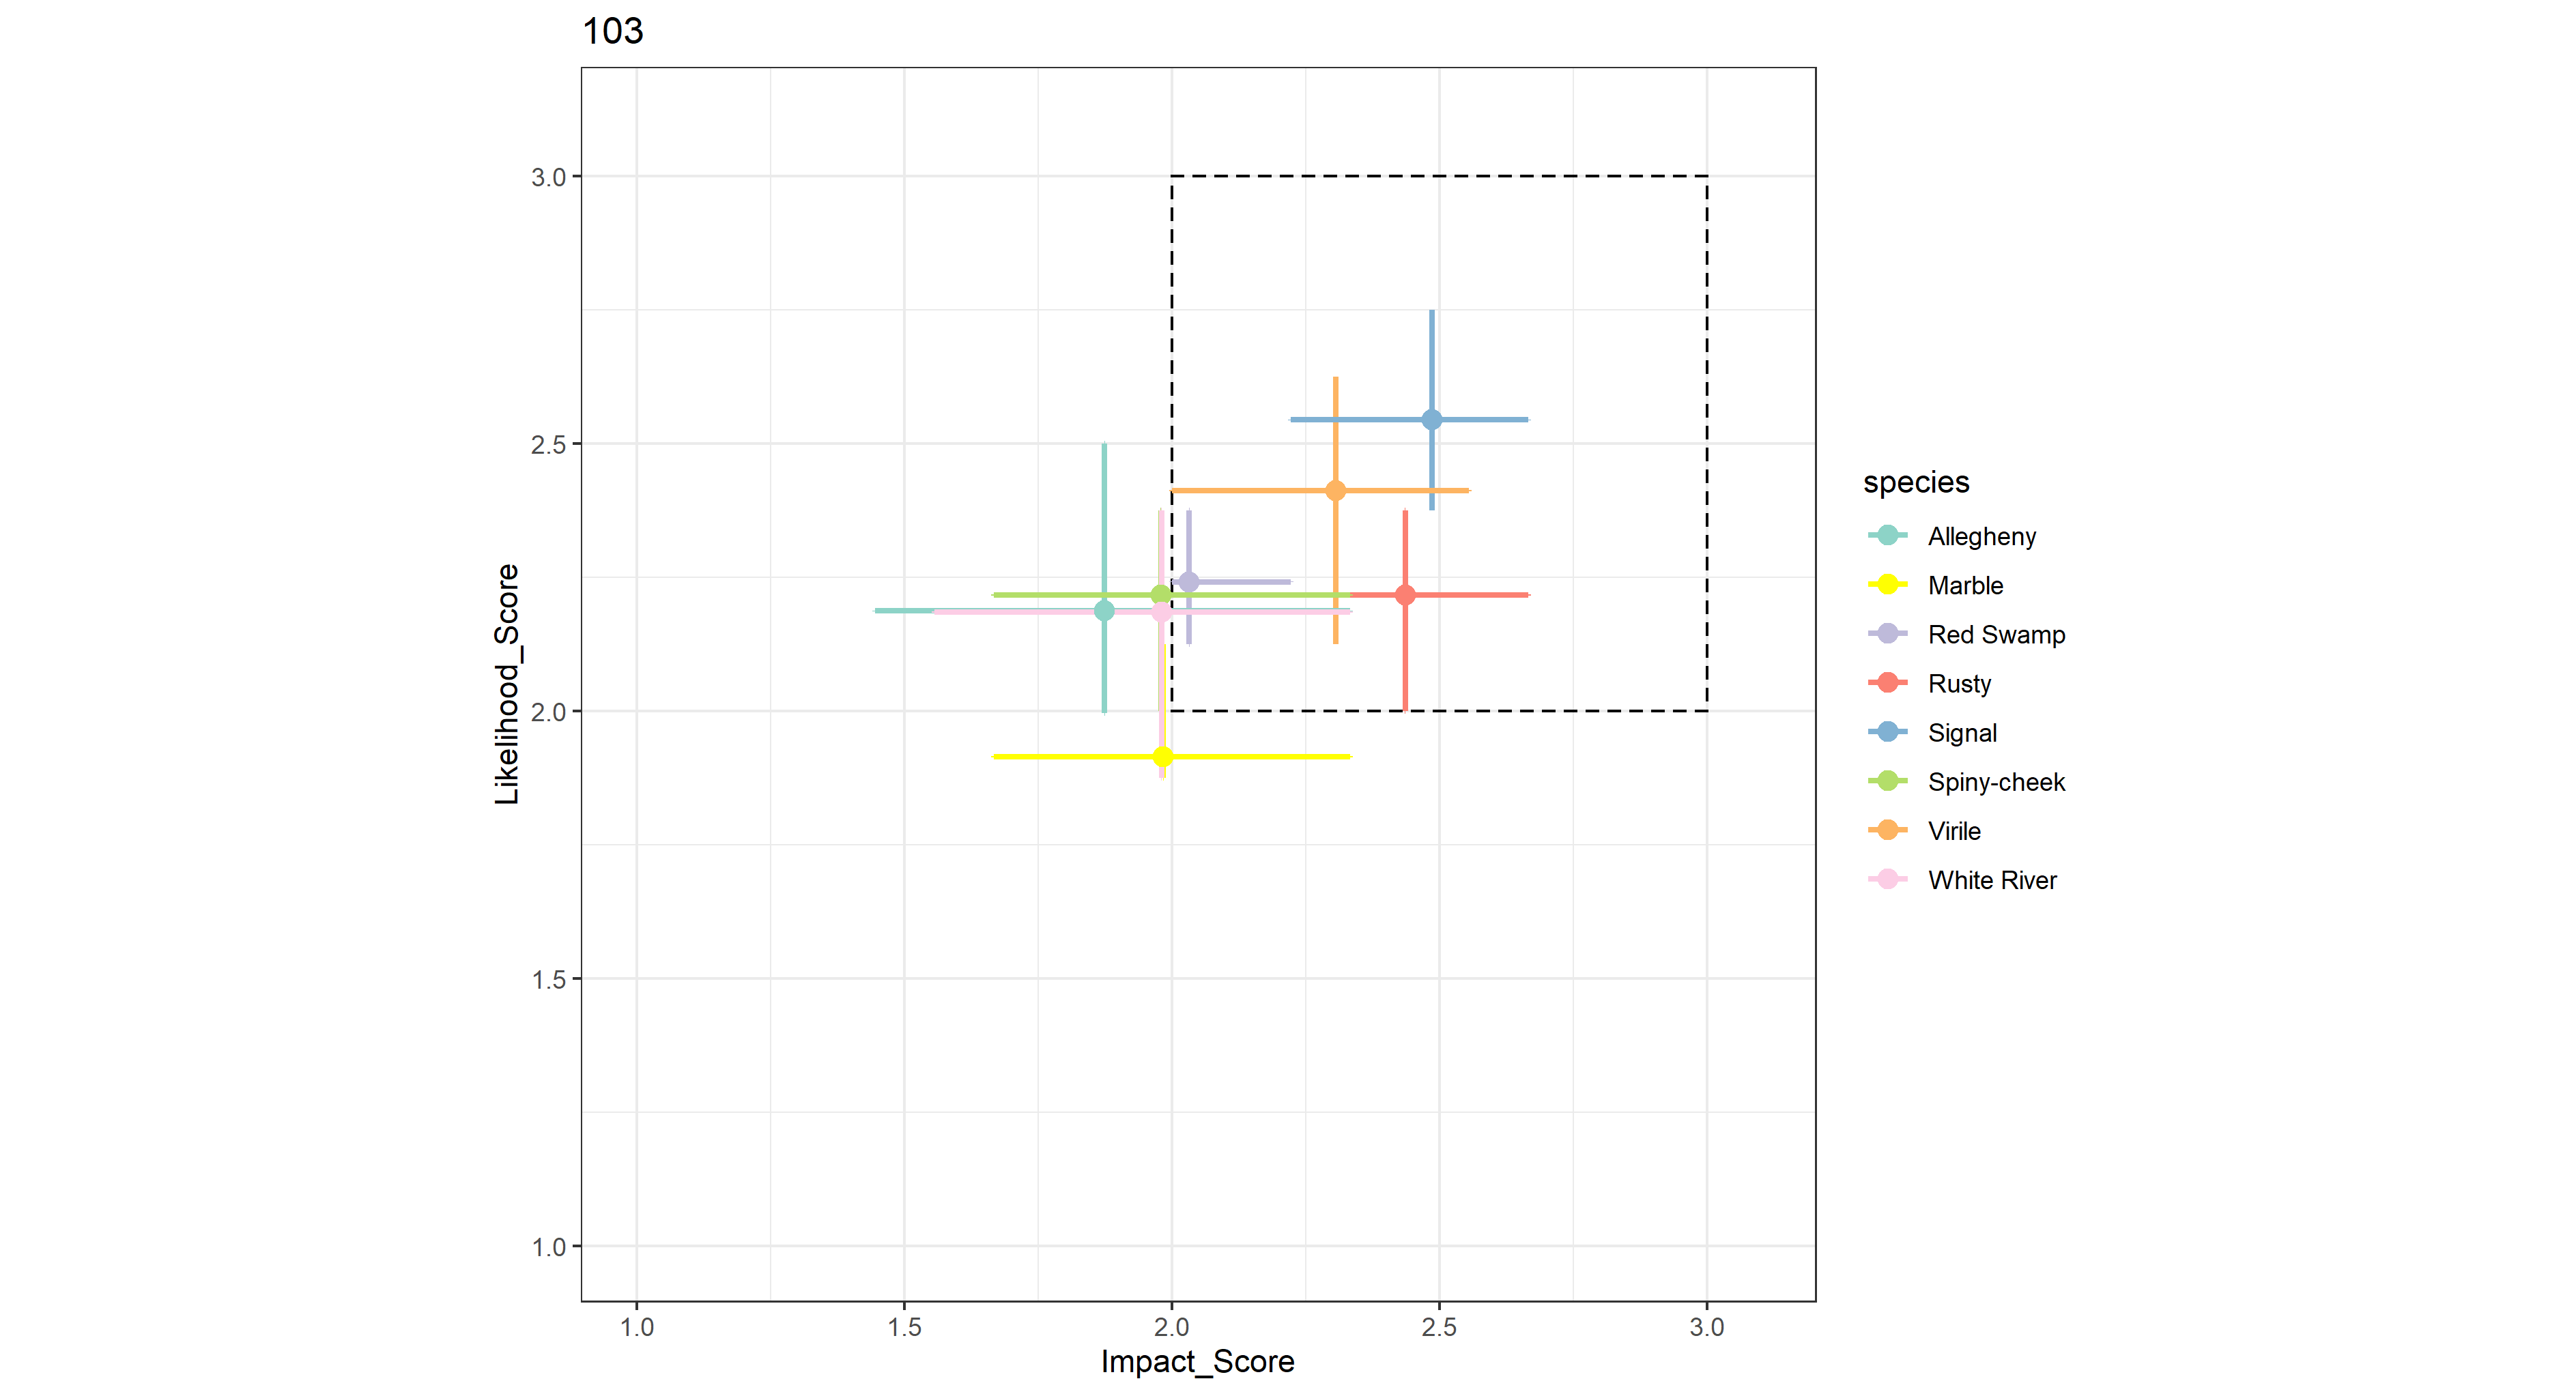 103
3.0
2.5
2.0
1.5
1.0
Likelihood_Score
1.0 1.5 2.0 2.5 3.0
Impact_Score
species
Allegheny
Marble
Red Swamp
Rusty
Signal
Spiny-cheek
Virile
White River